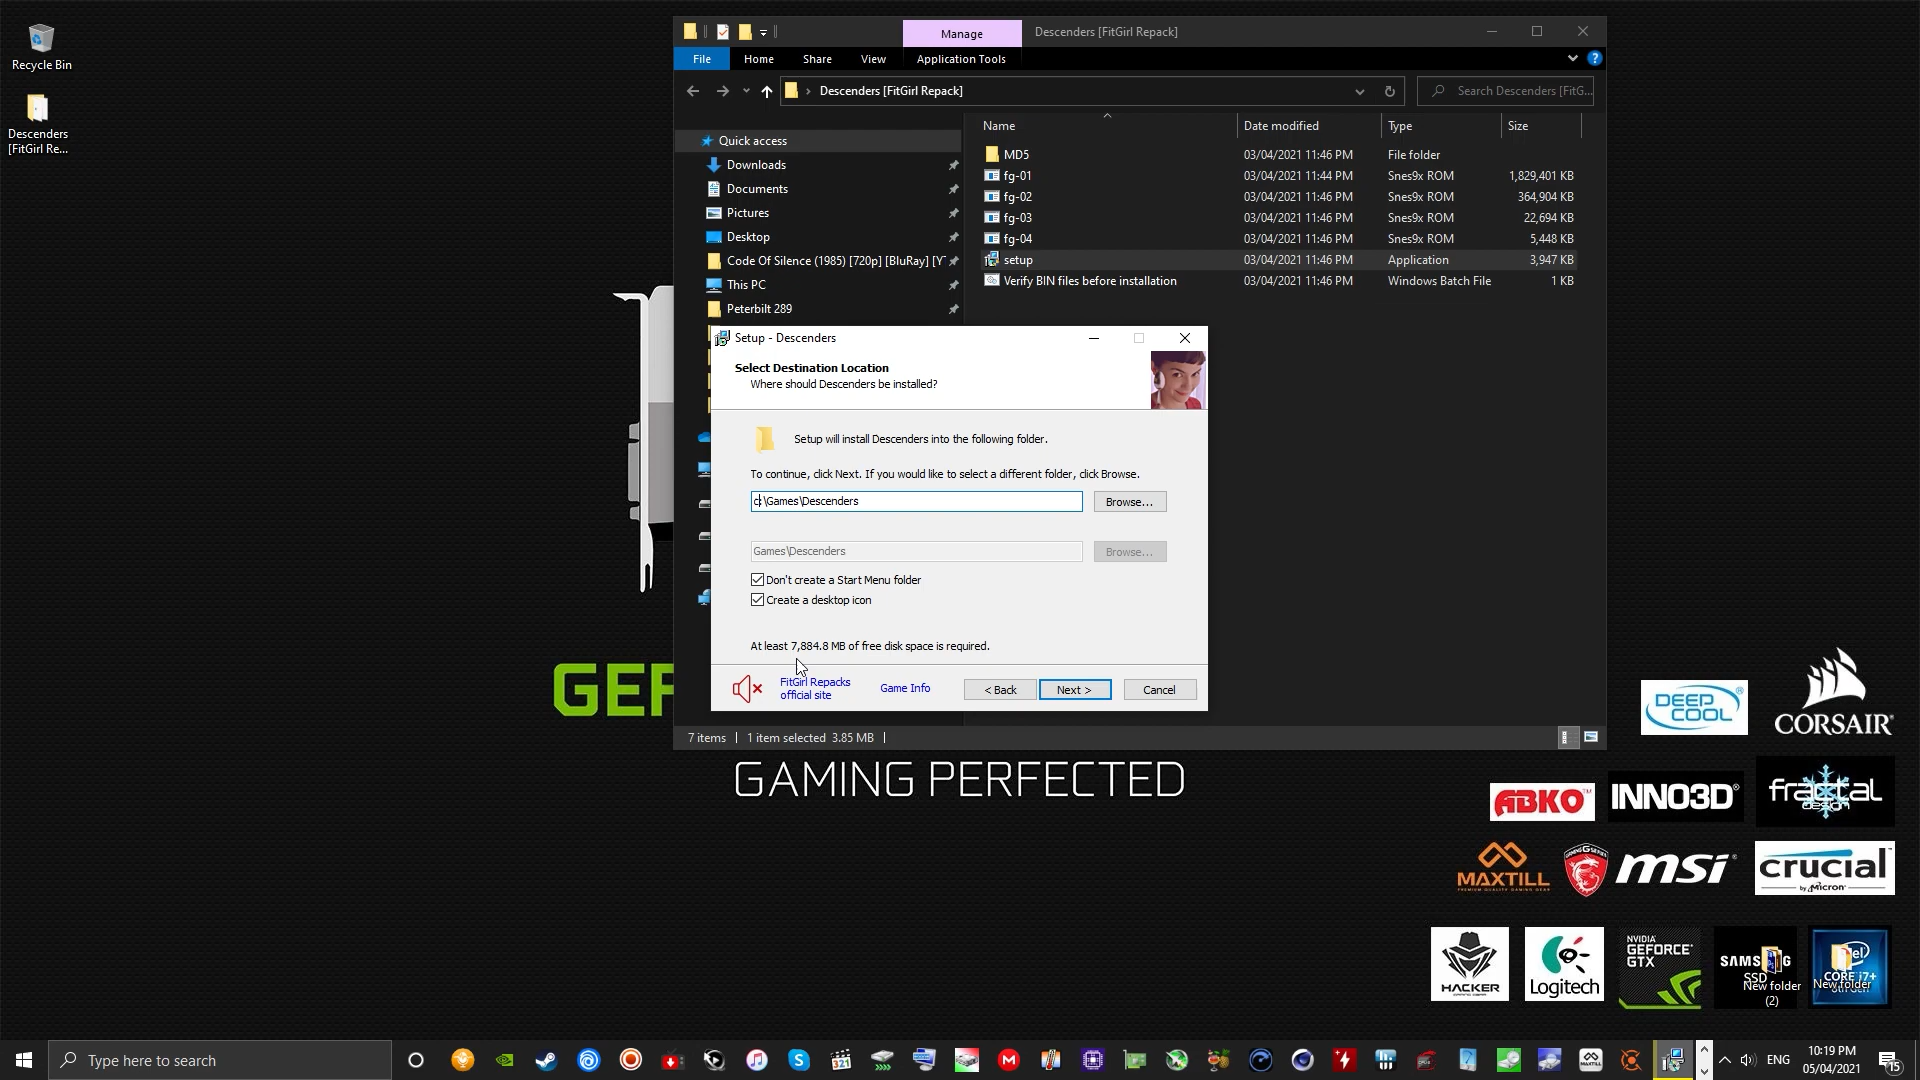 Recycle Bin
Descenders
[FitGirl Re...
Manage
Descenders [FitGirl Repack]
File
Home
Share
View
Application Tools
Descenders [FitGirl Repack]
Search Descenders [FitG...
Name
Date modified
Type
Size
Quick access
Downloads
Documents
Pictures
Desktop
Code Of Silence (1985) [720p] [BluRay] [Y
This PC
Peterbilt 289
MD5 03/04/2021 11:46 PM File folder
fg-01 03/04/2021 11:44 PM Snes9x ROM 1,829,401 KB
fg-02 03/04/2021 11:46 PM Snes9x ROM 364,904 KB
fg-03 03/04/2021 11:46 PM Snes9x ROM 22,694 KB
fg-04 03/04/2021 11:46 PM Snes9x ROM 5,448 KB
setup 03/04/2021 11:46 PM Application 3,947 KB
Verify BIN files before installation 03/04/2021 11:46 PM Windows Batch File 1 KB
Setup - Descenders
Select Destination Location
Where should Descenders be installed?
Setup will install Descenders into the following folder.
To continue, click Next. If you would like to select a different folder, click Browse.
c:\Games\Descenders
Browse...
Games\Descenders
Browse...
Don't create a Start Menu folder
Create a desktop icon
At least 7,884.8 MB of free disk space is required.
FitGirl Repacks
official site
Game Info
< Back
Next >
Cancel
7 items
1 item selected 3.85 MB
GEF
GAMING PERFECTED
DEEP
COOL
CORSAIR
ABKO
INNO3D
fractal
design
MAXTILL
msi
crucial
by Micron
HACKER
Logitech
NVIDIA
GEFORCE
GTX
SAMSUNG
SSD
New folder
(2)
intel
CORE i7+
New folder
Type here to search
ENG
10:19 PM
05/04/2021
15